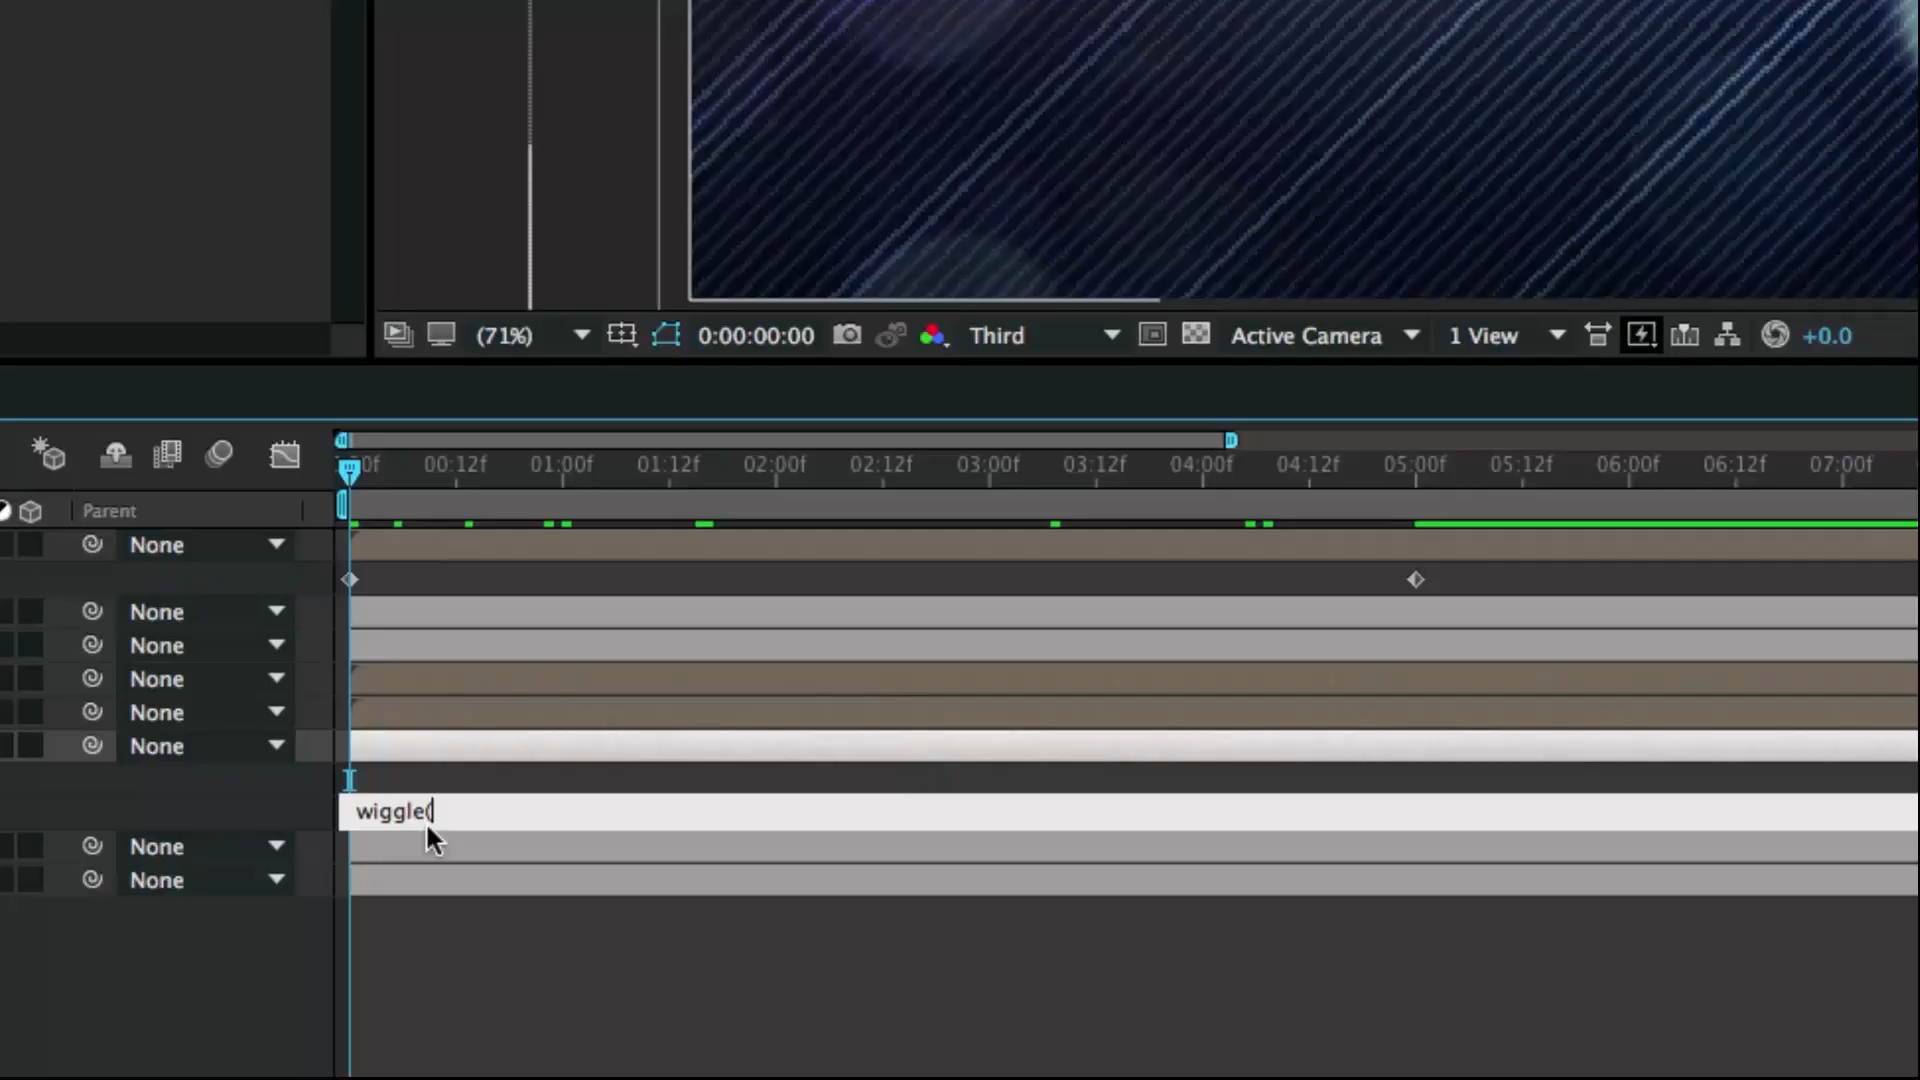 (71%) 0:00:00:00 Third Active Camera 1 View +0.0
00:12f 01:00f 01:12f 02:00f 02:12f 03:00f 03:12f 04:00f 04:12f 05:00f 05:12f 06:00f 06:12f 07:00f
Parent
None
None
None
None
None
None
wiggle(
None
None